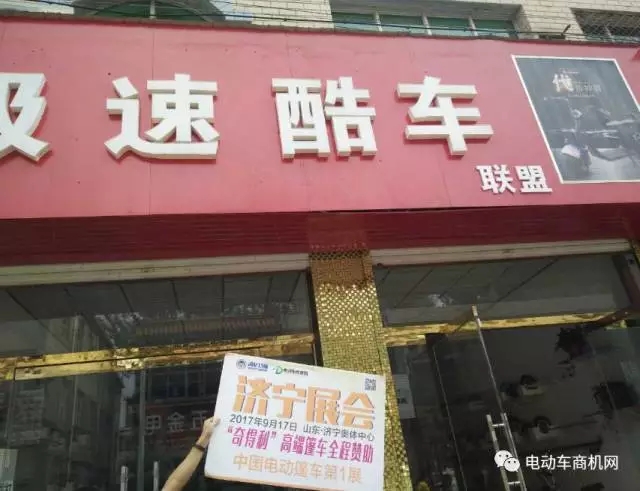 极速酷车
联盟
济宁展会
2017年9月17日 山东·济宁奥体中心
"奇得利"高端篷车全程赞助
中国电动篷车第1展
电动车商机网